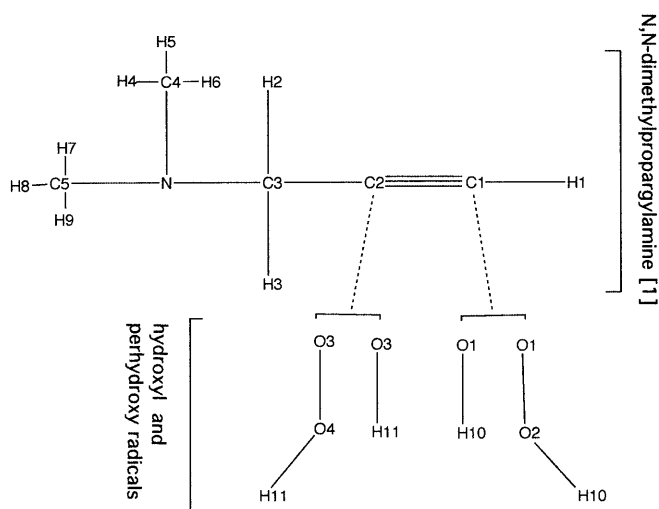 H5
H4 C4 H6 H2
H7
H8 C5 N C3 C2 C1 H1
H9
H3
N,N-dimethylpropargylamine [1]
O3 O3 O1 O1
O4 H11 H10 O2
H11 H10
hydroxyl and
perhydroxy radicals